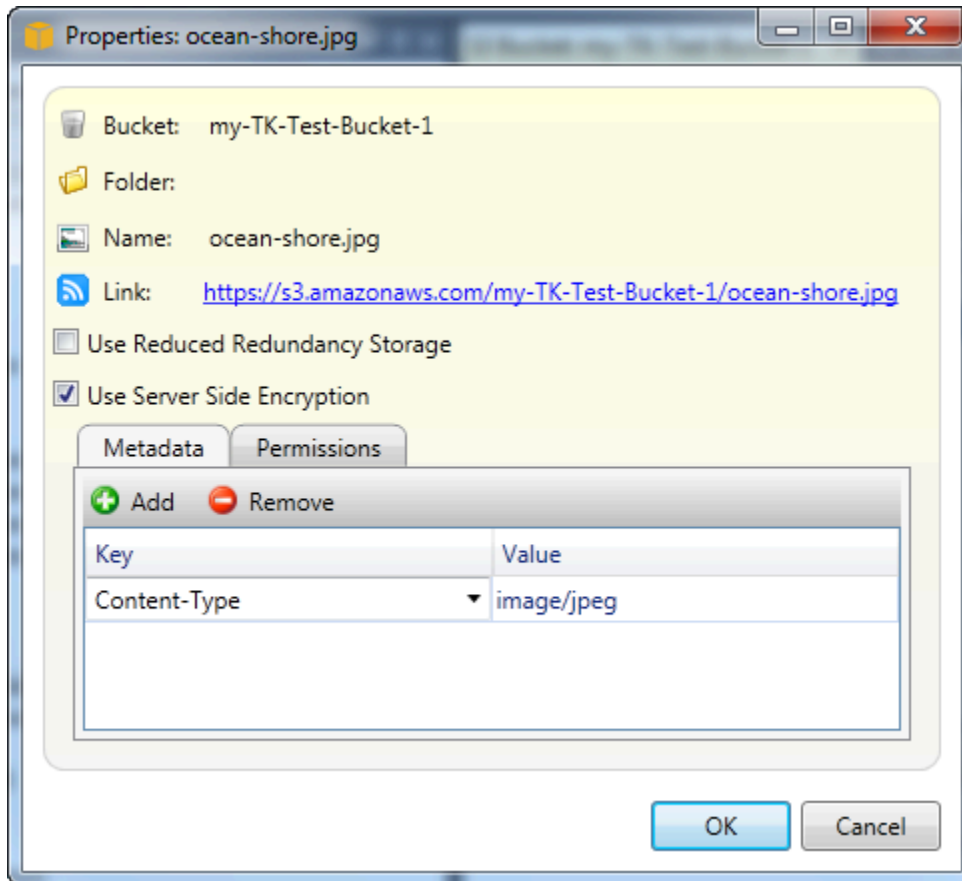 Properties: ocean-shore.jpg
Bucket: my-TK-Test-Bucket-1
Folder:
Name: ocean-shore.jpg
Link: https://s3.amazonaws.com/my-TK-Test-Bucket-1/ocean-shore.jpg
Use Reduced Redundancy Storage
Use Server Side Encryption
Metadata Permissions
Add Remove
Key Value
Content-Type image/jpeg
OK Cancel